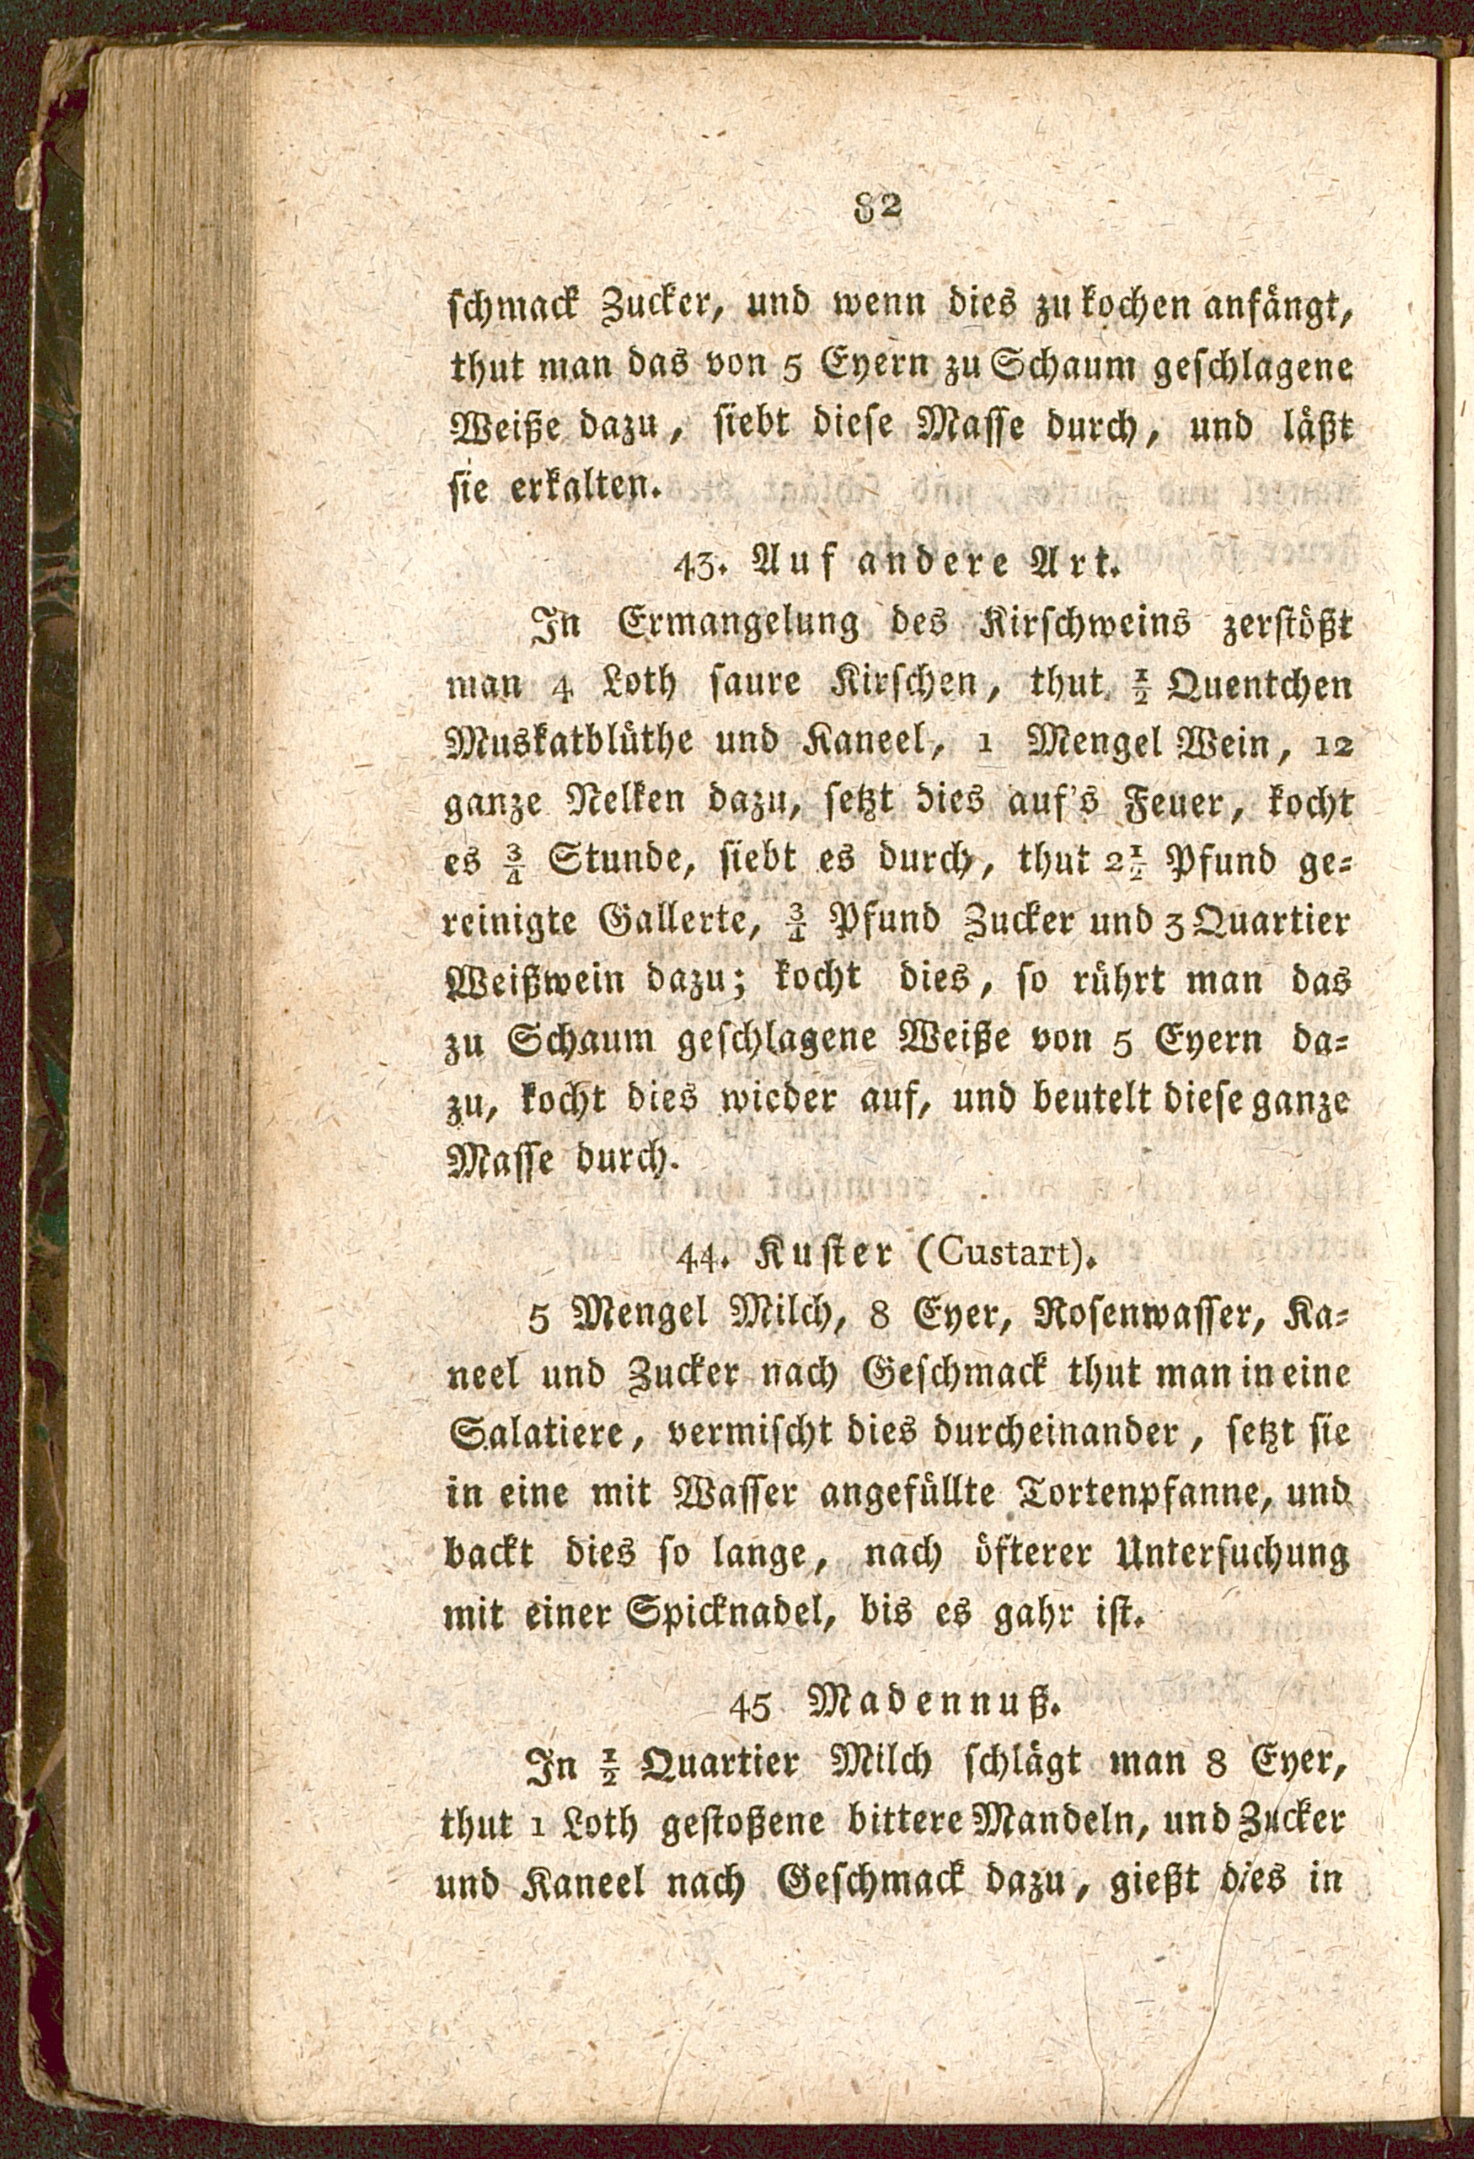 82
schmack Zucker, und wenn dies zu kochen anfängt,
thut man das von 5 Eyern zu Schaum geschlagene
Weiße dazu, siebt diese Masse durch, und läßt
sie erkalten.
43. Auf andere Art.
In Ermangelung des Kirschweins zerstößt
man 4 Loth saure Kirschen, thut ½ Quentchen
Muskatblüthe und Kaneel, 1 Mengel Wein, 12
ganze Nelken dazu, setzt dies auf's Feuer, kocht
es ¾ Stunde, siebt es durch, thut 2½ Pfund ge-
reinigte Gallerte, ¾ Pfund Zucker und 3 Quartier
Weißwein dazu; kocht dies, so rührt man das
zu Schaum geschlagene Weiße von 5 Eyern da-
zu, kocht dies wieder auf, und beutelt diese ganze
Masse durch.
44. Kuster (Custart).
5 Mengel Milch, 8 Eyer, Rosenwasser, Ka-
neel und Zucker nach Geschmack thut man in eine
Salatiere, vermischt dies durcheinander, setzt sie
in eine mit Wasser angefüllte Tortenpfanne, und
backt dies so lange, nach öfterer Untersuchung
mit einer Spicknadel, bis es gahr ist.
45 Madennuß.
In ½ Quartier Milch schlägt man 8 Eyer,
thut 1 Loth gestoßene bittere Mandeln, und Zucker
und Kaneel nach Geschmack dazu, gießt dies in